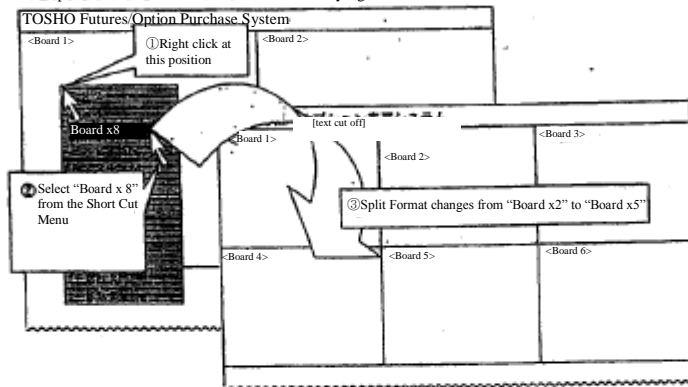 TOSHO Futures/Option Purchase System
<Board 1>
①Right click at
this position
<Board 2>
Board x8
❷Select “Board x 8”
from the Short Cut
Menu
[text cut off]
<Board 1>
<Board 2>
<Board 3>
③Split Format changes from “Board x2” to “Board x5”
<Board 4>
<Board 5>
<Board 6>